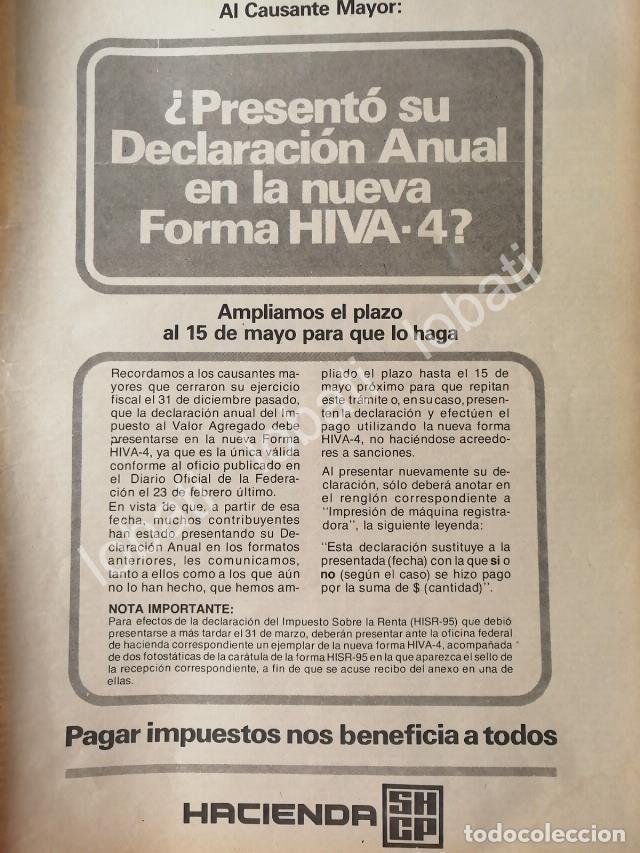 Al Causante Mayor:
¿Presentó su
Declaración Anual
en la nueva
Forma HIVA-4?
Ampliamos el plazo
al 15 de mayo para que lo haga
Recordamos a los causantes ma-
yores que cerraron su ejercicio
fiscal el 31 de diciembre pasado,
que la declaración anual del Im-
puesto al Valor Agregado debe
presentarse en la nueva Forma
HIVA-4, ya que es la única válida
conforme al oficio publicado en
el Diario Oficial de la Federa-
ción el 23 de febrero último.
En vista de que, a partir de esa
fecha, muchos contribuyentes
han estado presentando su De-
claración Anual en los formatos
anteriores, les comunicamos,
tanto a ellos como a los que aún
no lo han hecho, que hemos am-
pliado el plazo hasta el 15 de
mayo próximo para que repitan
este trámite o, en su caso, presen-
ten la declaración y efectúen el
pago utilizando la nueva forma
HIVA-4, no haciéndose acreedo-
res a sanciones.
Al presentar nuevamente su de-
claración, sólo deberá anotar en
el renglón correspondiente a
"Impresión de máquina registra-
dora", la siguiente leyenda:
"Esta declaración sustituye a la
presentada (fecha) con la que si o
no (según el caso) se hizo pago
por la suma de $ (cantidad)".
NOTA IMPORTANTE:
Para efectos de la declaración del Impuesto Sobre la Renta (HISR-95) que debió
presentarse a más tardar el 31 de marzo, deberán presentar ante la oficina federal
de hacienda correspondiente un ejemplar de la nueva forma HIVA-4, acompañada
de dos fotostáticas de la carátula de la forma HISR-95 en la que aparezca el sello de
la recepción correspondiente, a fin de que se acuse recibo del anexo en una de
ellas.
Pagar impuestos nos beneficia a todos
HACIENDA SHCP
lobati lobati lobati lobati
todocoleccion